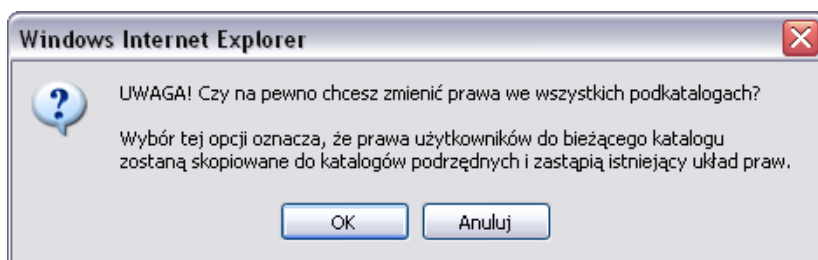 Windows Internet Explorer
UWAGA! Czy na pewno chcesz zmienić prawa we wszystkich podkatalogach?
Wybór tej opcji oznacza, że prawa użytkowników do bieżącego katalogu
zostaną skopiowane do katalogów podrzędnych i zastąpią istniejący układ praw.
OK
Anuluj